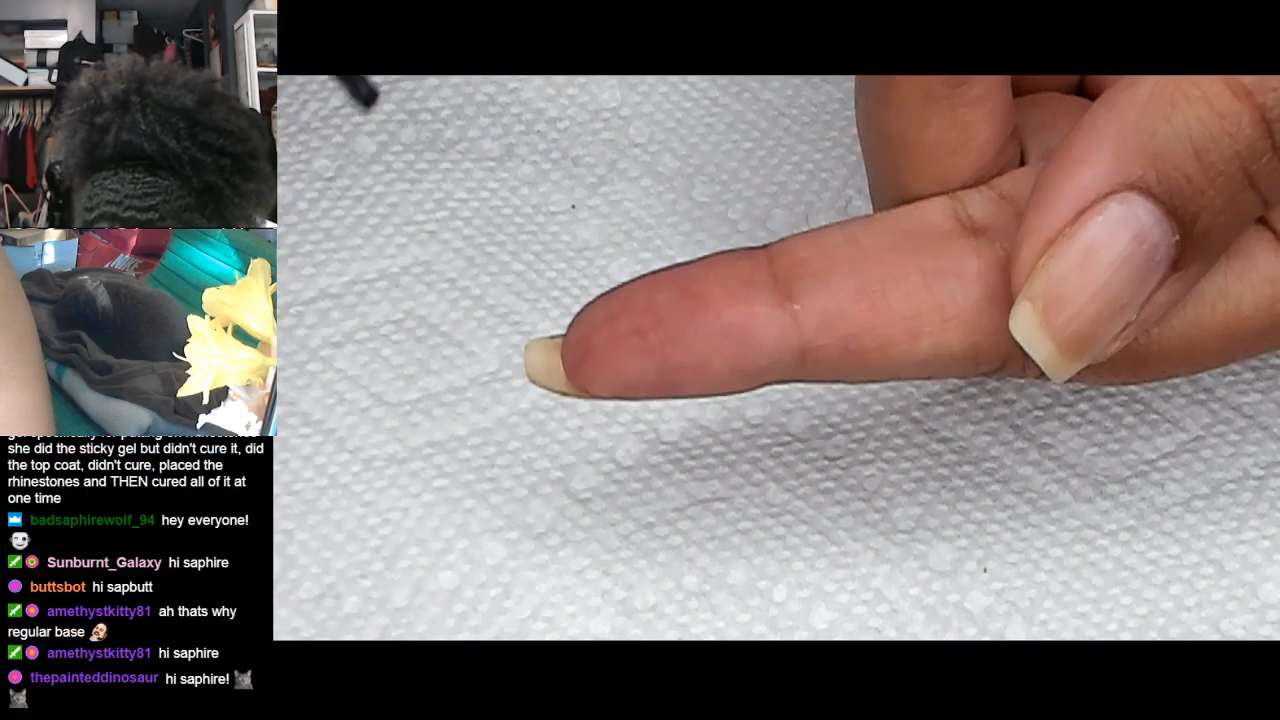 she did the sticky gel but didn't cure it, did
the top coat, didn't cure, placed the
rhinestones and THEN cured all of it at
one time
badsaphirewolf_94 hey everyone!
Sunburnt_Galaxy hi saphire
buttsbot hi sapbutt
amethystkitty81 ah thats why
regular base
amethystkitty81 hi saphire
thepainteddinosaur hi saphire!